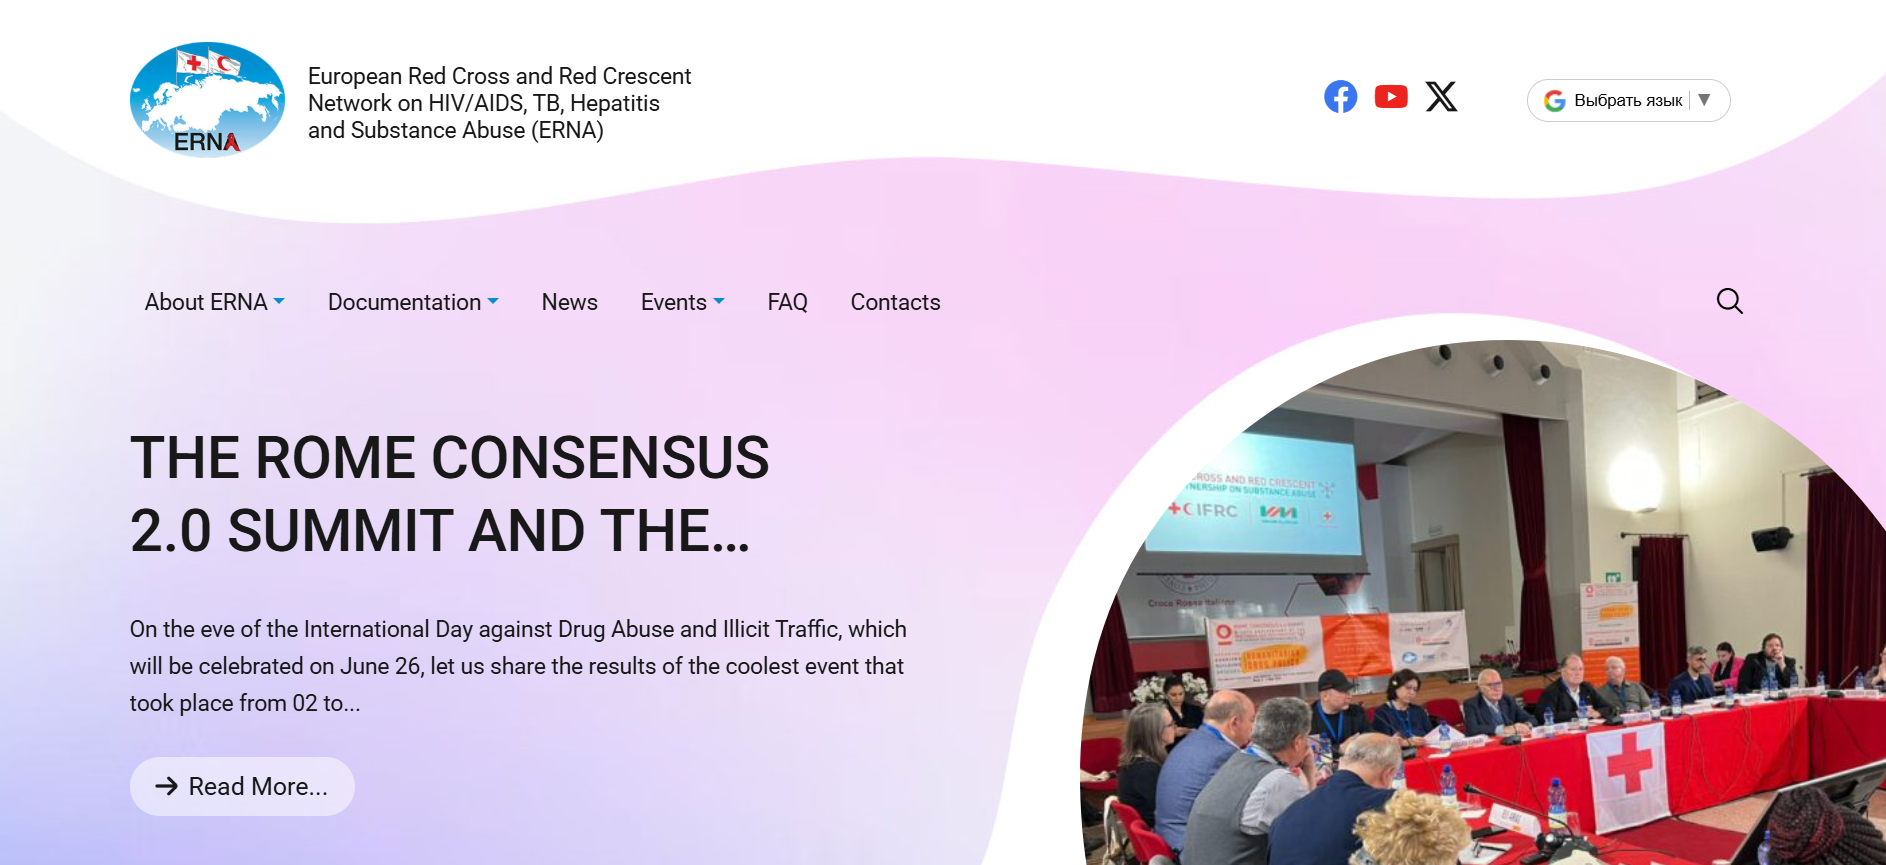 ERNA
European Red Cross and Red Crescent
Network on HIV/AIDS, TB, Hepatitis
and Substance Abuse (ERNA)
Выбрать язык
About ERNA
Documentation
News
Events
FAQ
Contacts
THE ROME CONSENSUS
2.0 SUMMIT AND THE...
On the eve of the International Day against Drug Abuse and Illicit Traffic, which
will be celebrated on June 26, let us share the results of the coolest event that
took place from 02 to...
Read More...
CROSS AND RED CRESCENT
ON SUBSTANCE ABUSE
IFRC
Croce Rossa Italiana